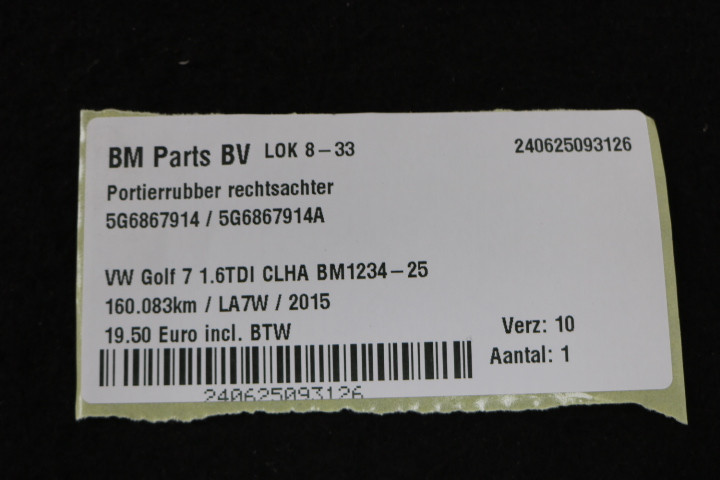 BM Parts BV LOK 8-33 240625093126
Portierrubber rechtsachter
5G6867914 / 5G6867914A
VW Golf 7 1.6TDI CLHA BM1234-25
160.083km / LA7W / 2015
19.50 Euro incl. BTW
Verz: 10
Aantal: 1
240625093126